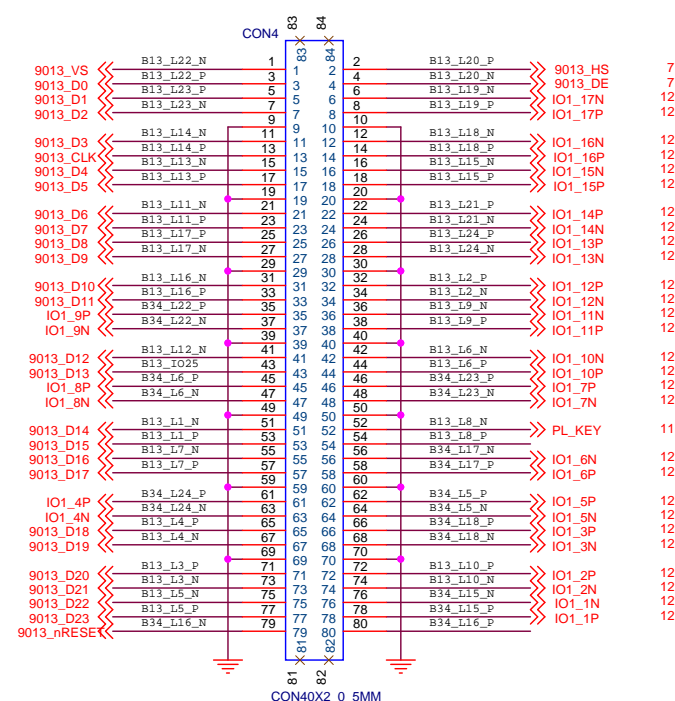 83 84
CON4
83 84
B13_L22_N 1 2 B13_L20_P
9013_VS 1 2 9013_HS 7
B13_L22_P 3 4 B13_L20_N
9013_D0 3 4 9013_DE 7
B13_L23_P 5 6 B13_L19_N
9013_D1 5 6 IO1_17N 12
B13_L23_N 7 8 B13_L19_P
9013_D2 7 8 IO1_17P 12
9 10
9 10
B13_L14_N 11 12 B13_L18_N
9013_D3 11 12 IO1_16N 12
B13_L14_P 13 14 B13_L18_P
9013_CLK 13 14 IO1_16P 12
B13_L13_N 15 16 B13_L15_N
9013_D4 15 16 IO1_15N 12
B13_L13_P 17 18 B13_L15_P
9013_D5 17 18 IO1_15P 12
19 20
19 20
B13_L11_N 21 22 B13_L21_P
9013_D6 21 22 IO1_14P 12
B13_L11_P 23 24 B13_L21_N
9013_D7 23 24 IO1_14N 12
B13_L17_P 25 26 B13_L24_P
9013_D8 25 26 IO1_13P 12
B13_L17_N 27 28 B13_L24_N
9013_D9 27 28 IO1_13N 12
29 30
29 30
B13_L16_N 31 32 B13_L2_P
9013_D10 31 32 IO1_12P 12
B13_L16_P 33 34 B13_L2_N
9013_D11 33 34 IO1_12N 12
B34_L22_P 35 36 B13_L9_N
IO1_9P 35 36 IO1_11N 12
B34_L22_N 37 38 B13_L9_P
IO1_9N 37 38 IO1_11P 12
39 40
39 40
B13_L12_N 41 42 B13_L6_N
9013_D12 41 42 IO1_10N 12
B13_IO25 43 44 B13_L6_P
9013_D13 43 44 IO1_10P 12
B34_L6_P 45 46 B34_L23_P
IO1_8P 45 46 IO1_7P 12
B34_L6_N 47 48 B34_L23_N
IO1_8N 47 48 IO1_7N 12
49 50
49 50
B13_L1_N 51 52 B13_L8_N
9013_D14 51 52 PL_KEY 11
B13_L1_P 53 54 B13_L8_P
9013_D15 53 54
B13_L7_N 55 56 B34_L17_N
9013_D16 55 56 IO1_6N 12
B13_L7_P 57 58 B34_L17_P
9013_D17 57 58 IO1_6P 12
59 60
59 60
B34_L24_P 61 62 B34_L5_P
IO1_4P 61 62 IO1_5P 12
B34_L24_N 63 64 B34_L5_N
IO1_4N 63 64 IO1_5N 12
B13_L4_P 65 66 B34_L18_P
9013_D18 65 66 IO1_3P 12
B13_L4_N 67 68 B34_L18_N
9013_D19 67 68 IO1_3N 12
69 70
69 70
B13_L3_P 71 72 B13_L10_P
9013_D20 71 72 IO1_2P 12
B13_L3_N 73 74 B13_L10_N
9013_D21 73 74 IO1_2N 12
B13_L5_N 75 76 B34_L15_N
9013_D22 75 76 IO1_1N 12
B13_L5_P 77 78 B34_L15_P
9013_D23 77 78 IO1_1P 12
B34_L16_N 79 80 B34_L16_P
9013_nRESET 79 80
81 82
81 82
CON40X2_0_5MM